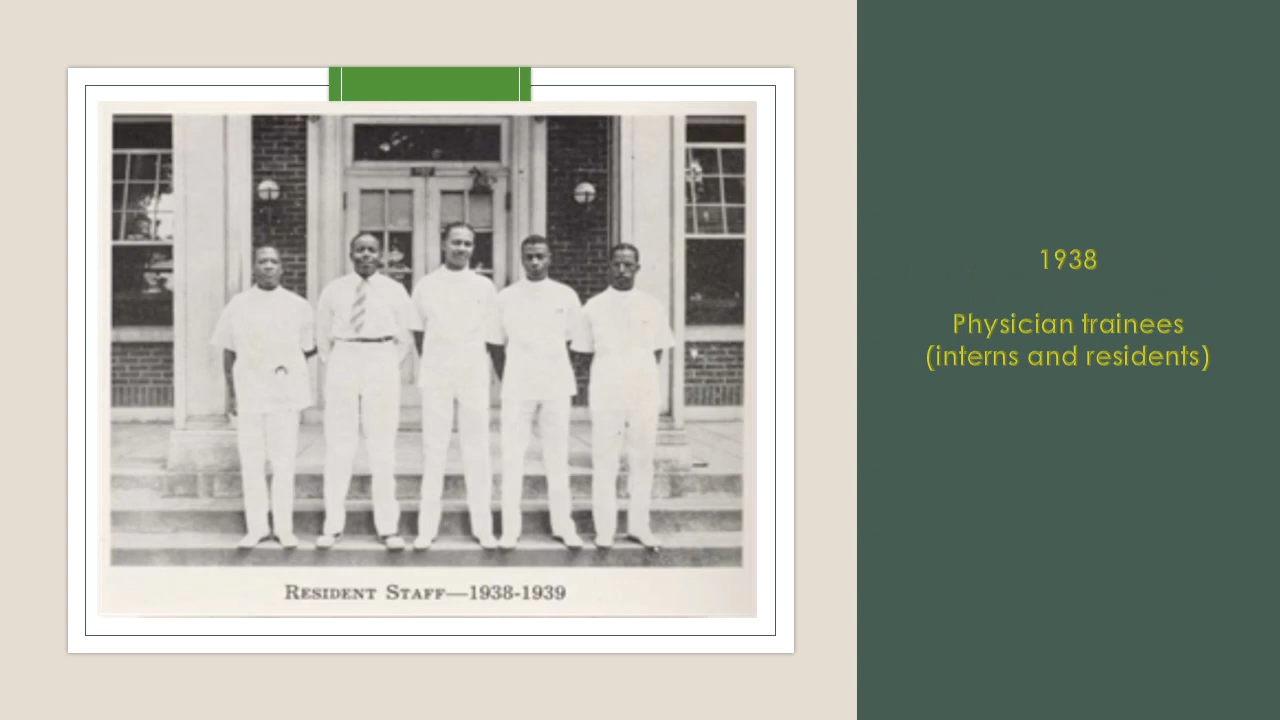 Resident Staff—1938-1939
1938
Physician trainees
(interns and residents)